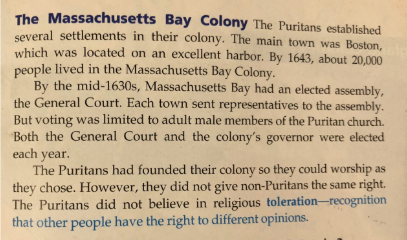 The Massachusetts Bay Colony The Puritans established
several settlements in their colony. The main town was Boston,
which was located on an excellent harbor. By 1643, about 20,000
people lived in the Massachusetts Bay Colony.
By the mid-1630s, Massachusetts Bay had an elected assembly,
the General Court. Each town sent representatives to the assembly.
But voting was limited to adult male members of the Puritan church.
Both the General Court and the colony's governor were elected
each year.
The Puritans had founded their colony so they could worship as
they chose. However, they did not give non-Puritans the same right.
The Puritans did not believe in religious toleration—recognition
that other people have the right to different opinions.